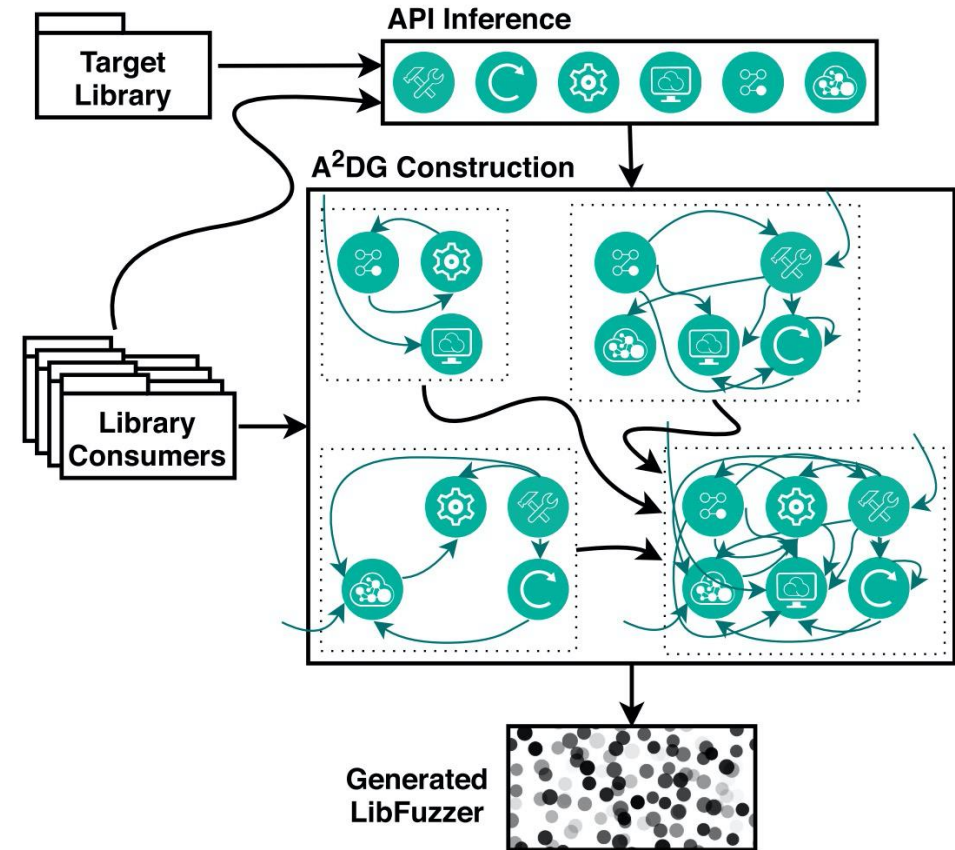 API Inference
Target
Library
A²DG Construction
Library
Consumers
Generated
LibFuzzer